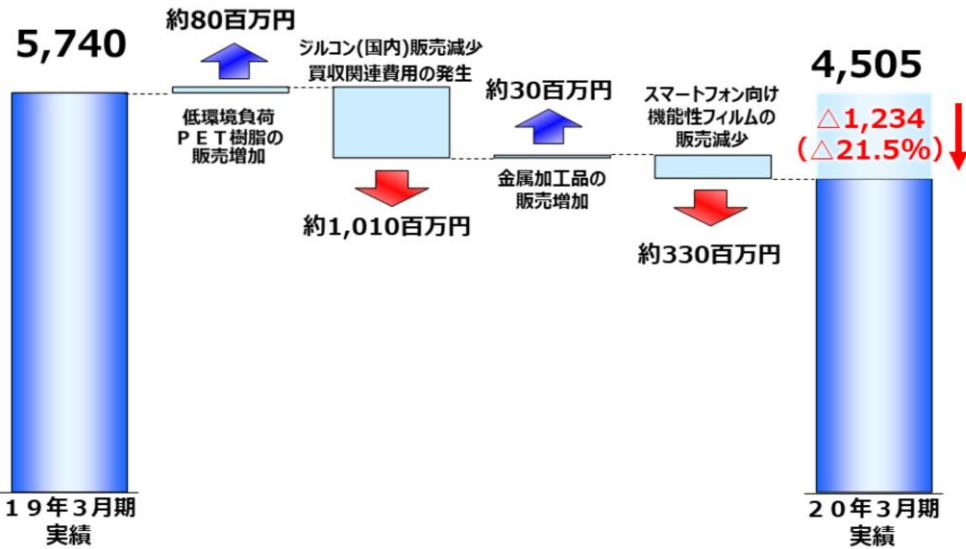 5,740
約80百万円
低環境負荷
ＰＥＴ樹脂の
販売増加
ジルコン(国内)販売減少
買収関連費用の発生
約1,010百万円
約30百万円
金属加工品の
販売増加
スマートフォン向け
機能性フィルムの
販売減少
約330百万円
4,505
△1,234
(△21.5%)
１９年３月期
実績
２０年３月期
実績